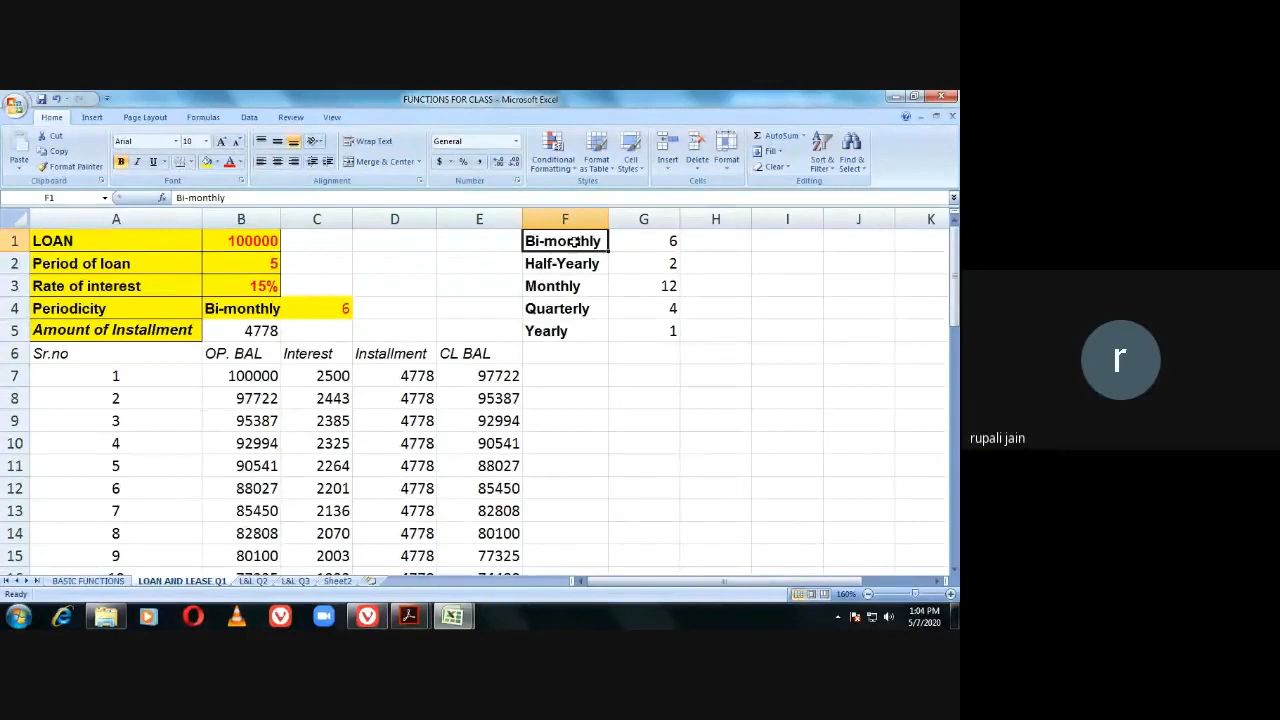 FUNCTIONS FOR CLASS - Microsoft Excel
Home Insert Page Layout Formulas Data Review View
Cut
Copy
Format Painter
Paste
Clipboard
Arial 10
Font
Wrap Text
Merge & Center
Alignment
General
Number
Conditional Formatting
Format as Table
Cell Styles
Styles
Insert Delete Format
Cells
AutoSum
Fill
Clear
Sort & Filter
Find & Select
Editing
F1 fx Bi-monthly
A B C D E F G H I J K
1 LOAN 100000 Bi-monthly 6
2 Period of loan 5 Half-Yearly 2
3 Rate of interest 15% Monthly 12
4 Periodicity Bi-monthly 6 Quarterly 4
5 Amount of Installment 4778 Yearly 1
6 Sr.no OP. BAL Interest Installment CL BAL
7 1 100000 2500 4778 97722
8 2 97722 2443 4778 95387
9 3 95387 2385 4778 92994
10 4 92994 2325 4778 90541
11 5 90541 2264 4778 88027
12 6 88027 2201 4778 85450
13 7 85450 2136 4778 82808
14 8 82808 2070 4778 80100
15 9 80100 2003 4778 77325
BASIC FUNCTIONS LOAN AND LEASE Q1 L&L Q2 L&L Q3 Sheet2
Ready 160%
1:04 PM
5/7/2020
r
rupali jain